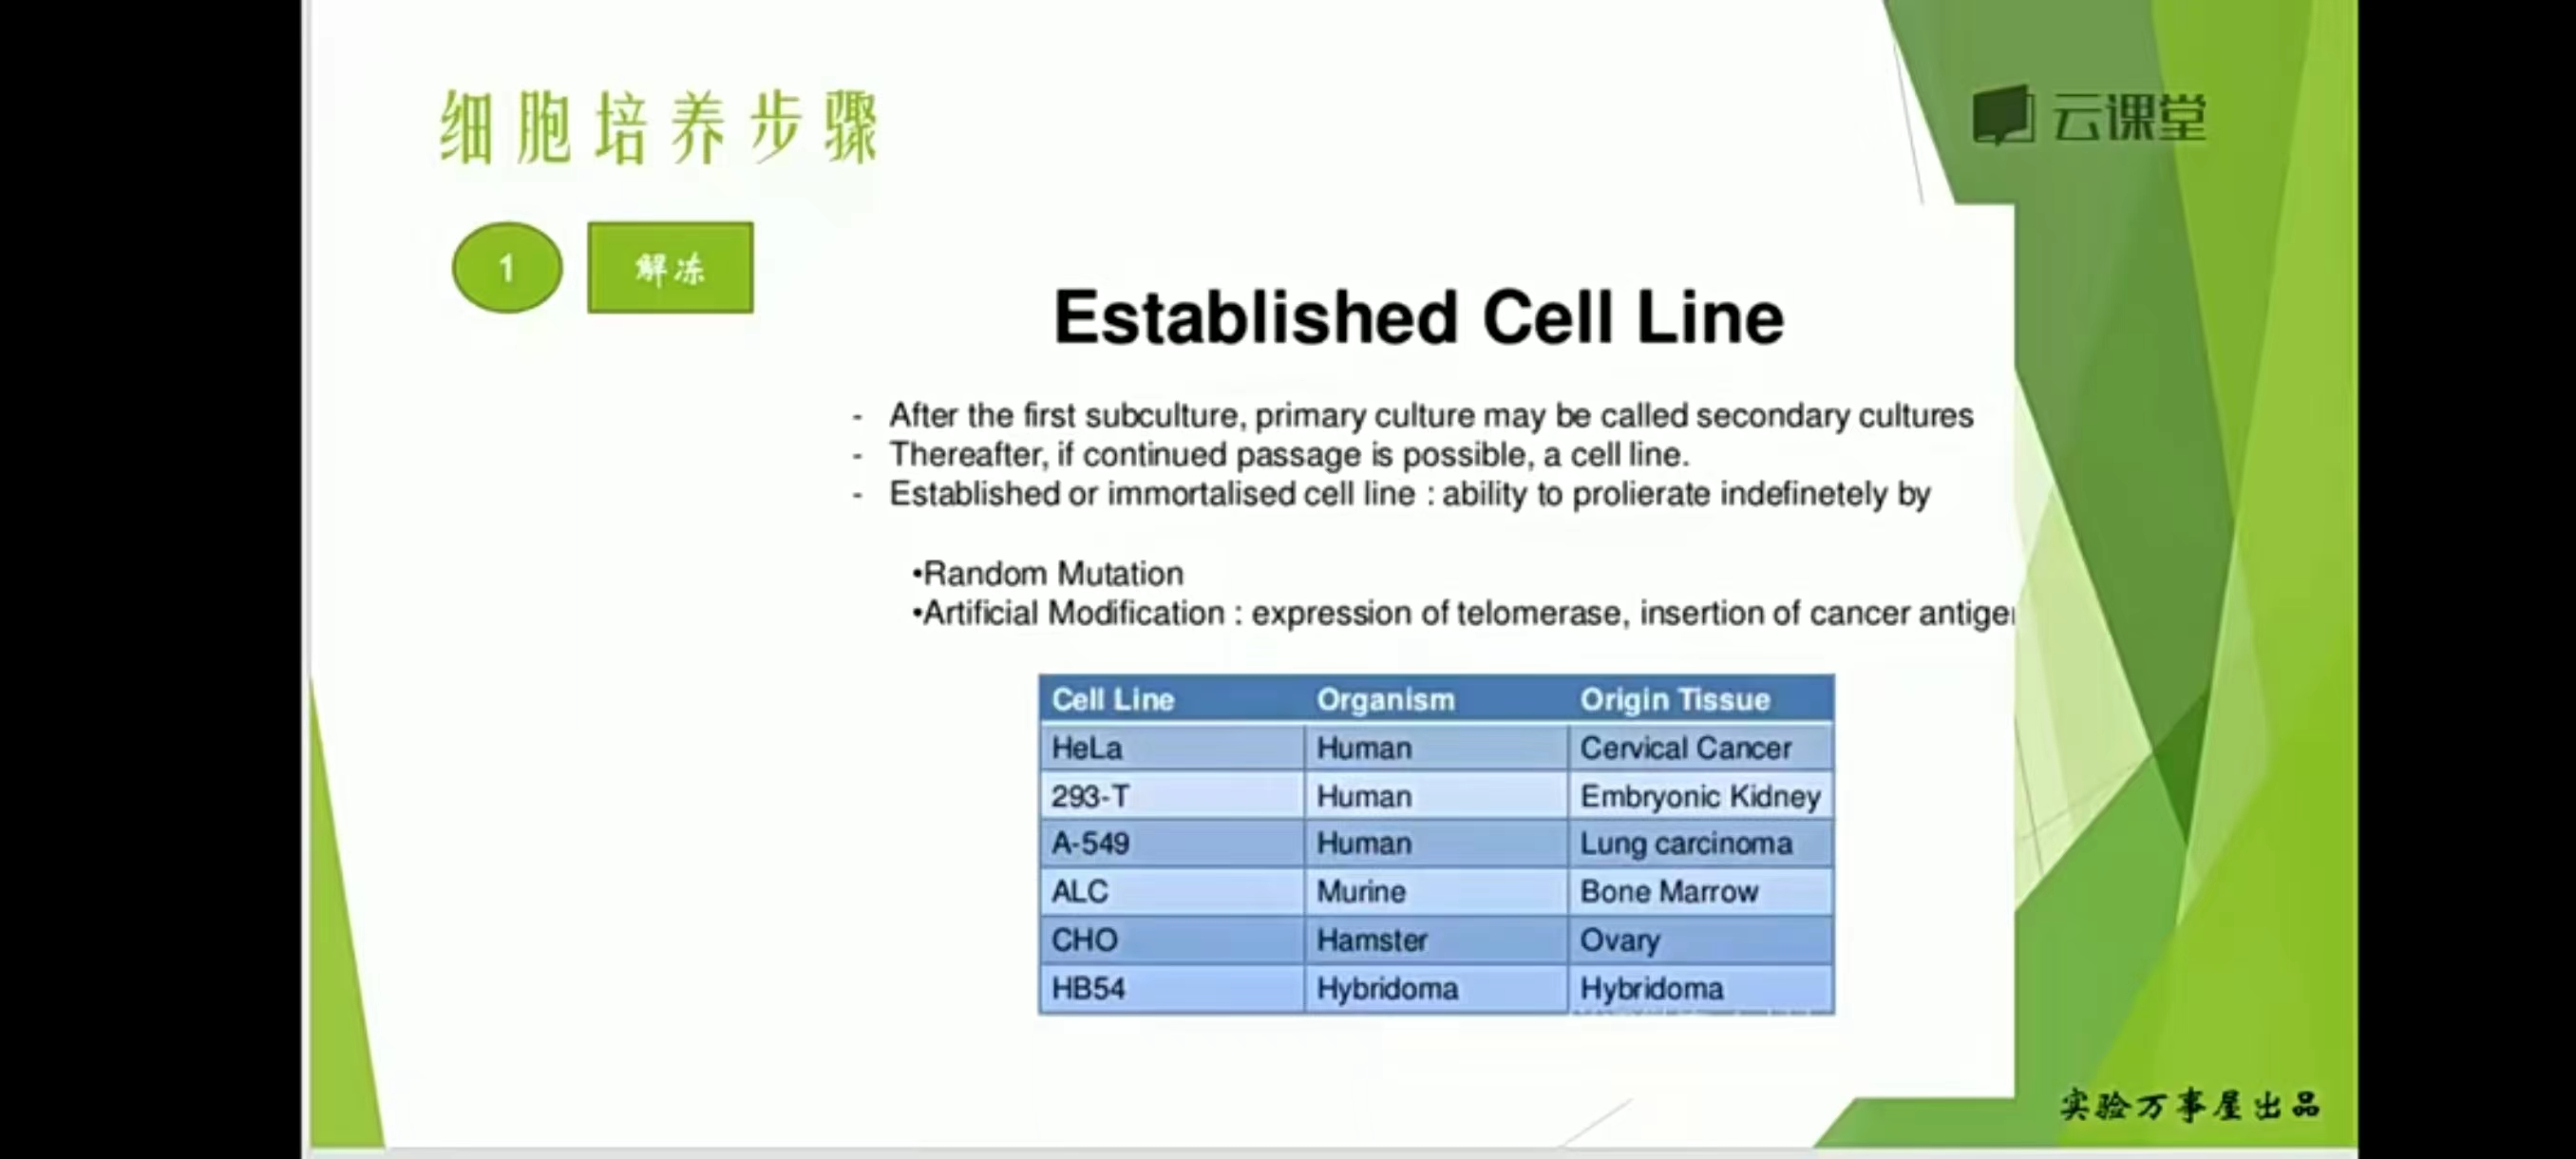 细胞培养步骤
云课堂
1 解冻
Established Cell Line
- After the first subculture, primary culture may be called secondary cultures
- Thereafter, if continued passage is possible, a cell line.
- Established or immortalised cell line : ability to prolierate indefinetely by
•Random Mutation
•Artificial Modification : expression of telomerase, insertion of cancer antige
Cell Line Organism Origin Tissue
HeLa Human Cervical Cancer
293-T Human Embryonic Kidney
A-549 Human Lung carcinoma
ALC Murine Bone Marrow
CHO Hamster Ovary
HB54 Hybridoma Hybridoma
实验万事屋出品